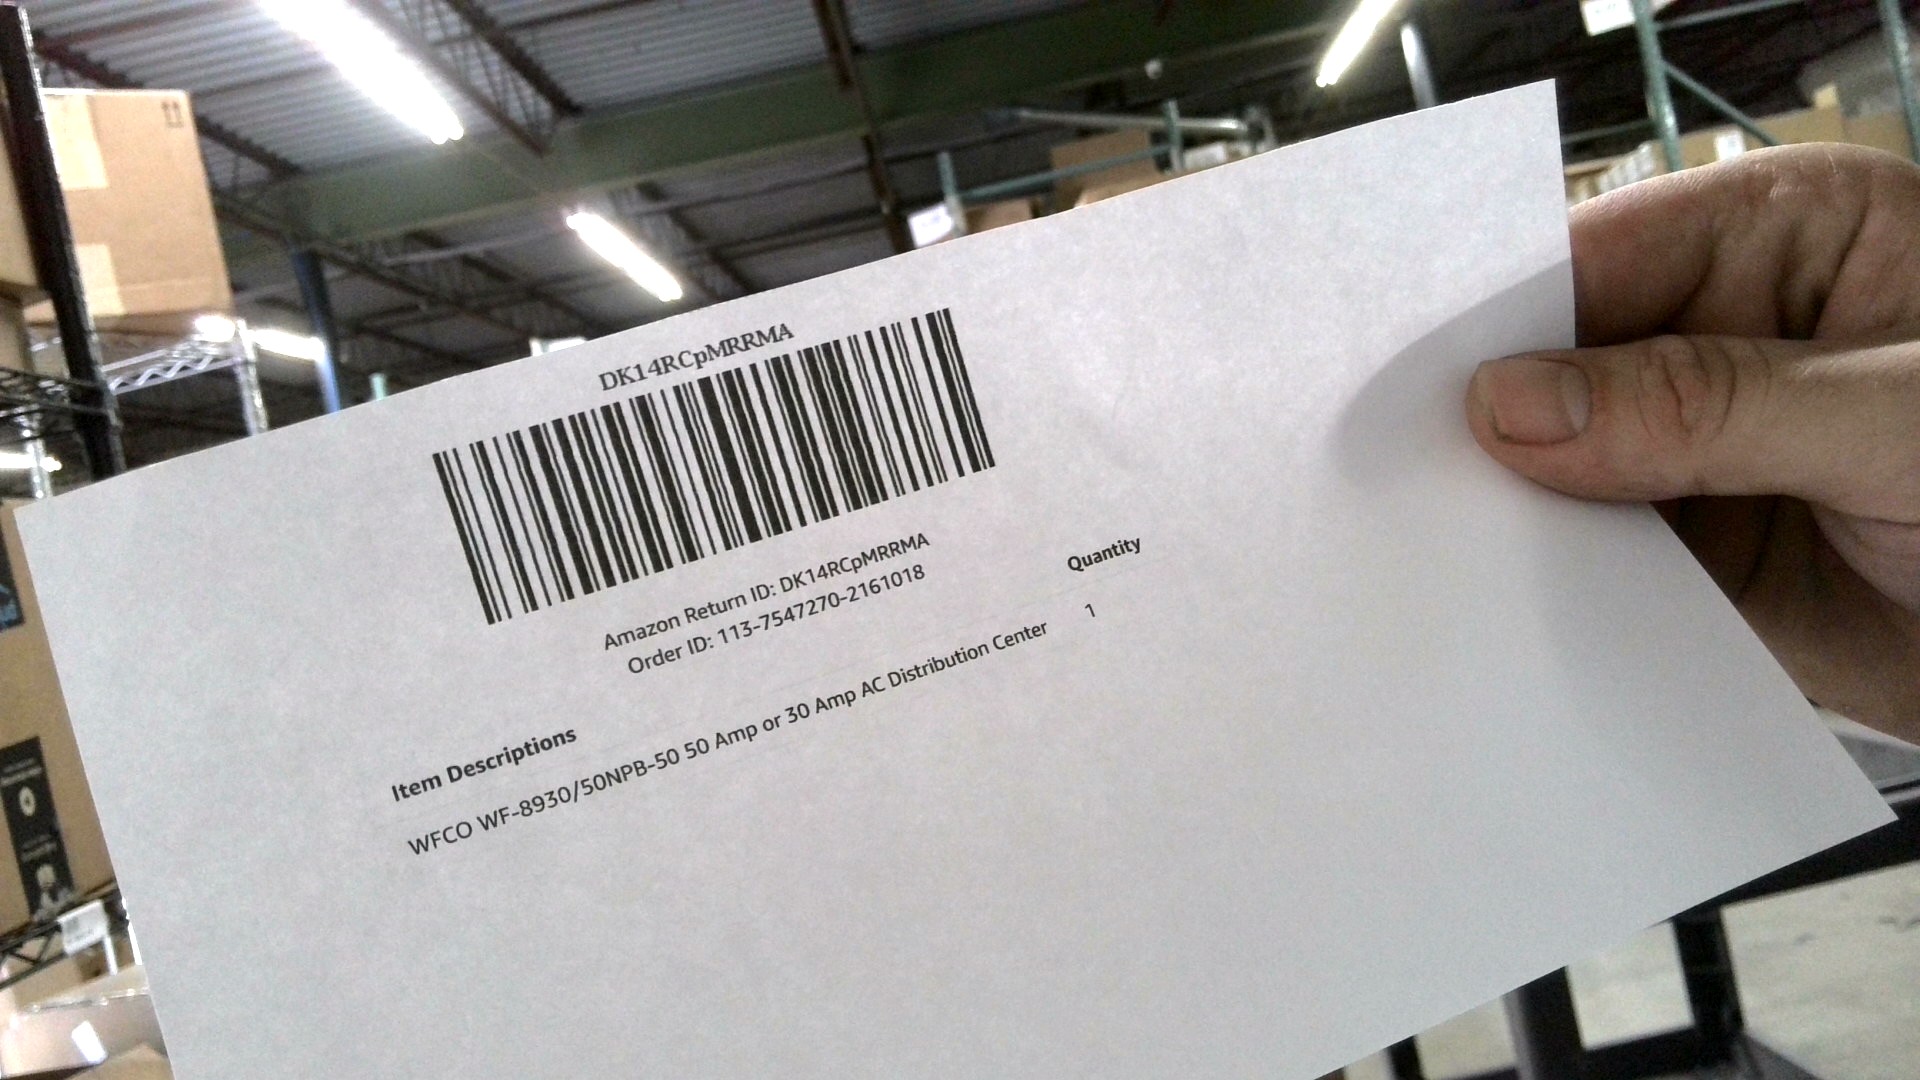 DK14RCpMRRMA
Amazon Return ID: DK14RCpMRRMA
Order ID: 113-7547270-2161018
Item Descriptions Quantity
WFCO WF-8930/50NPB-50 50 Amp or 30 Amp AC Distribution Center 1